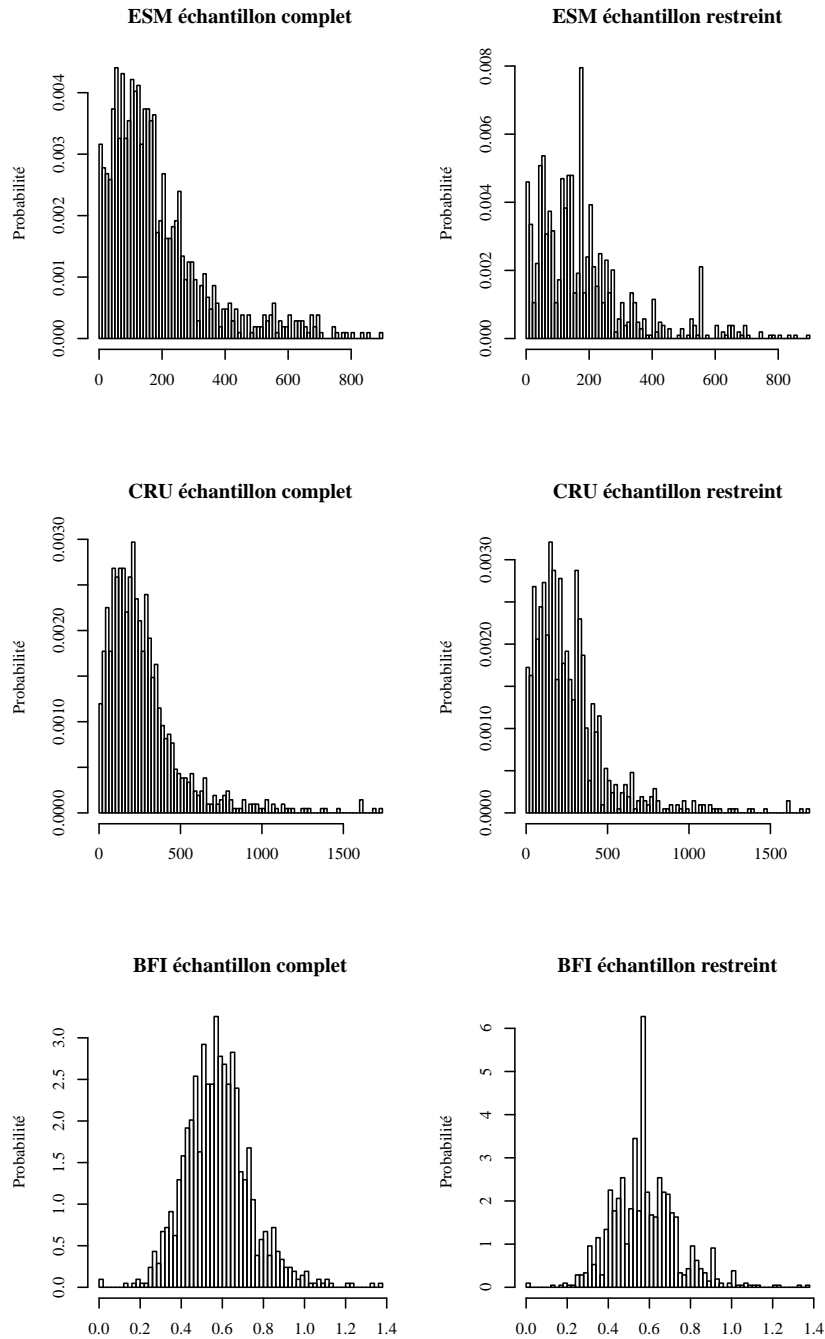 ESM échantillon complet
Probabilité
0.000 0.001 0.002 0.003 0.004
0 200 400 600 800
ESM échantillon restreint
Probabilité
0.000 0.002 0.004 0.006 0.008
0 200 400 600 800
CRU échantillon complet
Probabilité
0.0000 0.0010 0.0020 0.0030
0 500 1000 1500
CRU échantillon restreint
Probabilité
0.0000 0.0010 0.0020 0.0030
0 500 1000 1500
BFI échantillon complet
Probabilité
0.0 0.5 1.0 1.5 2.0 2.5 3.0
0.0 0.2 0.4 0.6 0.8 1.0 1.2 1.4
BFI échantillon restreint
Probabilité
0 1 2 3 4 5 6
0.0 0.2 0.4 0.6 0.8 1.0 1.2 1.4